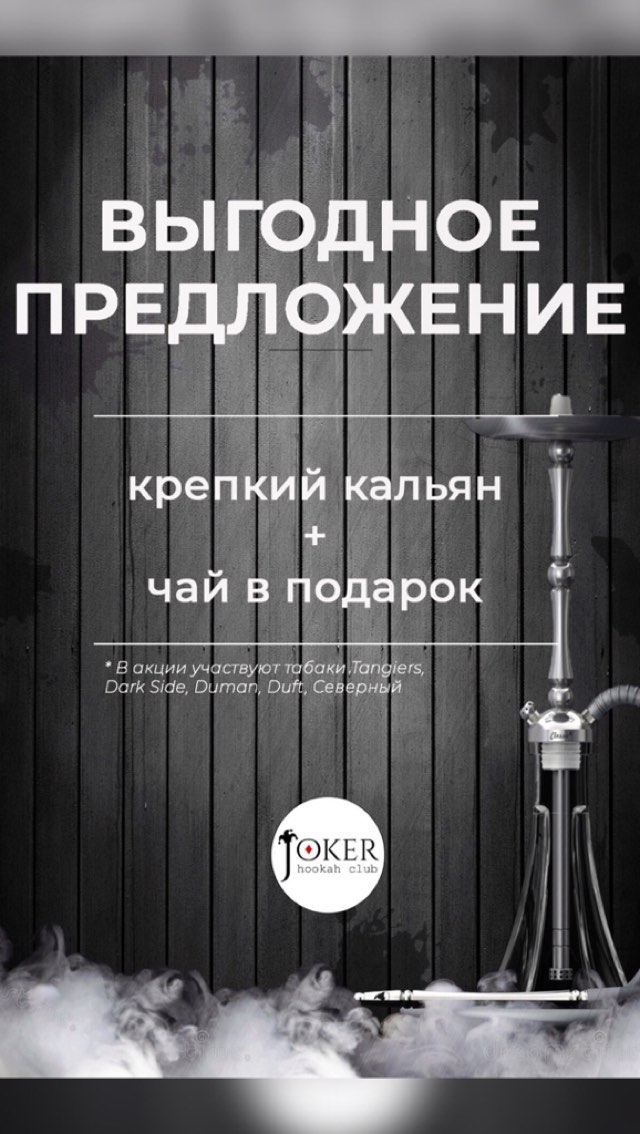 ВЫГОДНОЕ
ПРЕДЛОЖЕНИЕ
крепкий кальян
+
чай в подарок
* В акции участвуют табаки,Tangiers,
Dark Side, Duman, Duft, Северный
JOKER
hookah club